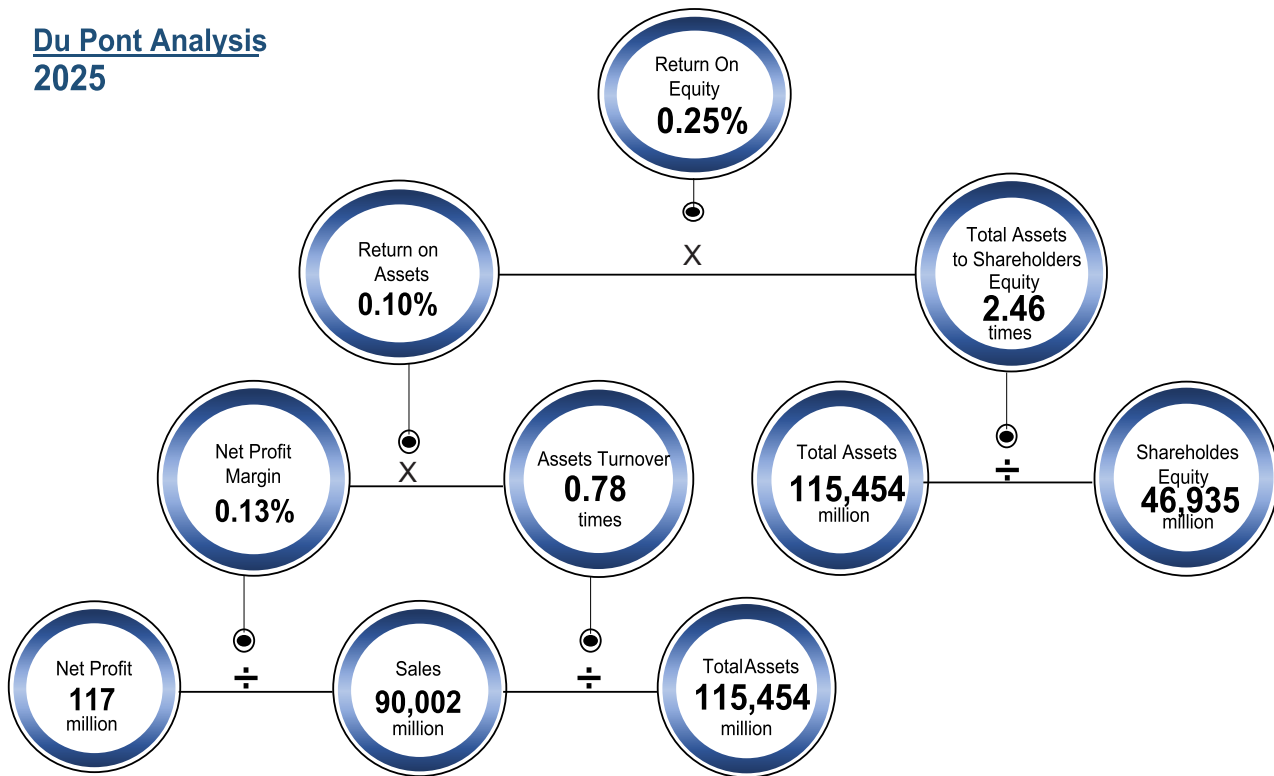 Du Pont Analysis
2025
Return On
Equity
0.25%
X
Return on
Assets
0.10%
Total Assets
to Shareholders
Equity
2.46
times
Net Profit
Margin
0.13%
X
Assets Turnover
0.78
times
Total Assets
115,454
million
÷
Shareholdes
Equity
46,935
million
Net Profit
117
million
÷
Sales
90,002
million
÷
Total Assets
115,454
million